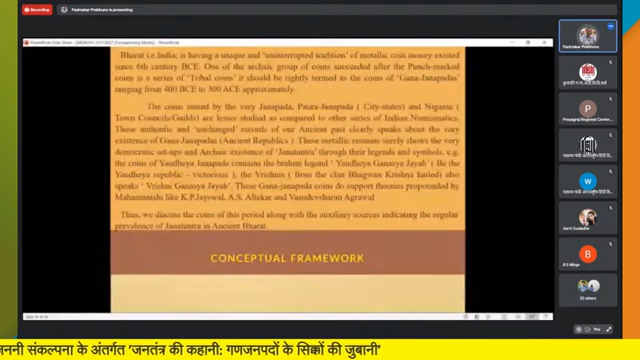 Recording
Padmakar Prabhune is presenting
Bharat i.e.India, is having a unique and 'uninterrupted tradition' of metallic coin money existed
since 6th century BCE. One of the archaic group of coins succeeded after the Punch-marked
coins is a series of 'Tribal coins', it should be rightly termed as the coins of 'Gana-Janapadas'
ranging from 400 BCE to 300 ACE approximately.
The coins issued by the very Janapada, Paura-Janapada ( City-states) and Nigama (
Town Councils/Guilds) are lesser studied as compared to other series of Indian Numismatics.
These authentic and 'unchanged' records of our Ancient past clearly speaks about the very
existence of Gana-Janapadas (Ancient Republics). These metallic remains surely shows the very
democratic set-ups and Archaic existence of 'Janatantra' through their legends and symbols, e.g.
the coins of Yaudheya Janapada contains the brahmi legend 'Yaudheya Ganasya Jayah' ( Be the
Yaudheya republic - victorious ), the Vrishnis ( from the clan Bhagwan Krishna hailed) also
speaks 'Vrishni Ganasya Jayah'. These Gana-janapada coins do support theories propounded by
Mahamanishi like K.P.Jayswal, A.S. Altekar and Vasudevsharan Agrawal.
Thus, we discuss the coins of this period along with the auxiliary sources indicating the regular
prevalence of Janatantra in Ancient Bharat.
CONCEPTUAL FRAMEWORK
Padmakar Prabhune
P
Prayagraj Regional Center...
W
Aarti Gudadhe
B
B S Mirge
55 others
You
जननी संकल्पना के अंतर्गत 'जनतंत्र की कहानी: गणजनपदों के सिक्कों की जुबानी'